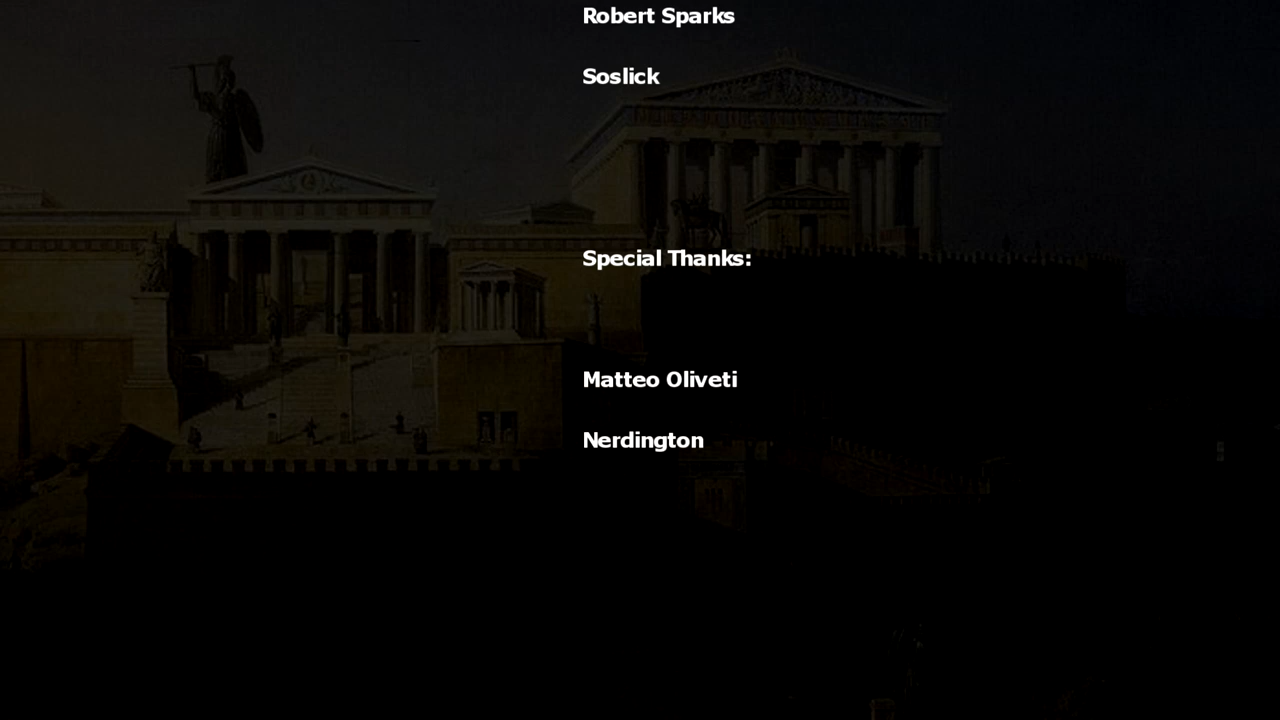 Robert Sparks
Soslick
Special Thanks:
Matteo Oliveti
Nerdington